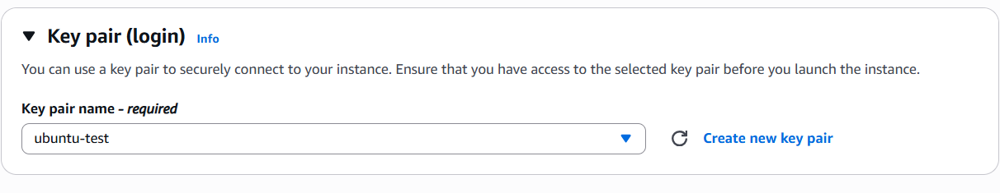 Key pair (login) Info
You can use a key pair to securely connect to your instance. Ensure that you have access to the selected key pair before you launch the instance.
Key pair name - required
ubuntu-test
Create new key pair